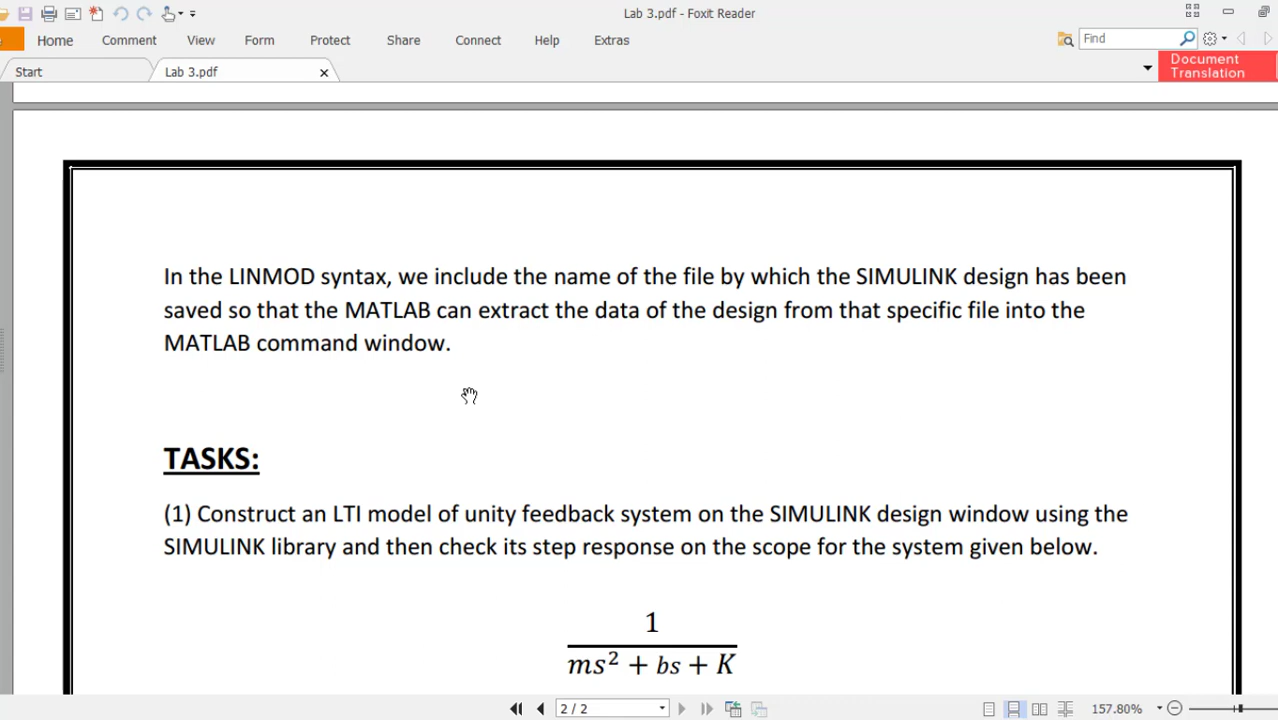 Lab 3.pdf - Foxit Reader
Home Comment View Form Protect Share Connect Help Extras
Find
Start Lab 3.pdf
Document
Translation
In the LINMOD syntax, we include the name of the file by which the SIMULINK design has been
saved so that the MATLAB can extract the data of the design from that specific file into the
MATLAB command window.
TASKS:
(1) Construct an LTI model of unity feedback system on the SIMULINK design window using the
SIMULINK library and then check its step response on the scope for the system given below.
1
ms² + bs + K
2 / 2
157.80%